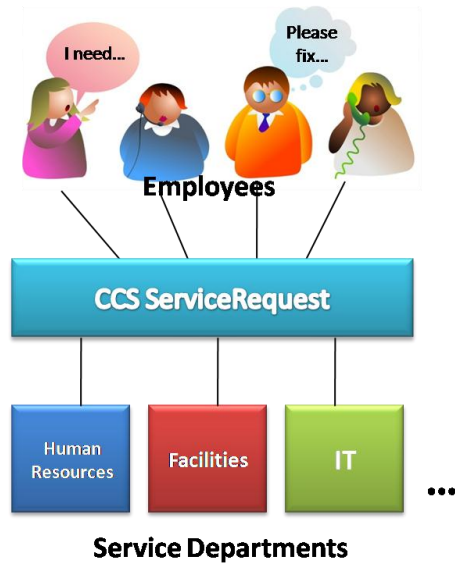 I need...
Please
fix...
Employees
CCS ServiceRequest
Human
Resources
Facilities
IT
...
Service Departments